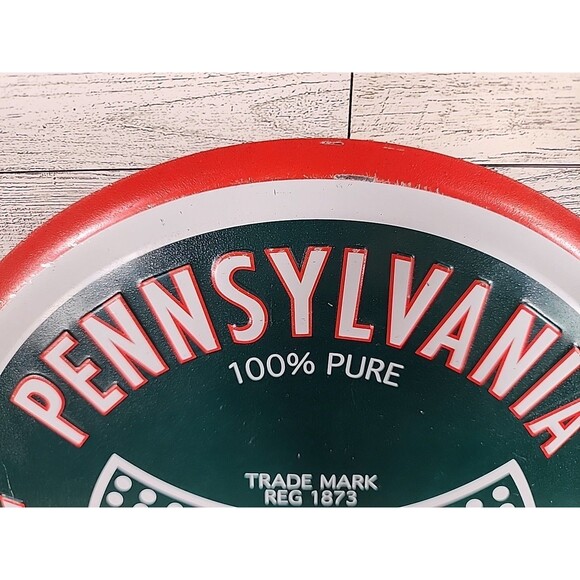 PENNSYLVANIA
100% PURE
TRADE MARK
REG 1873